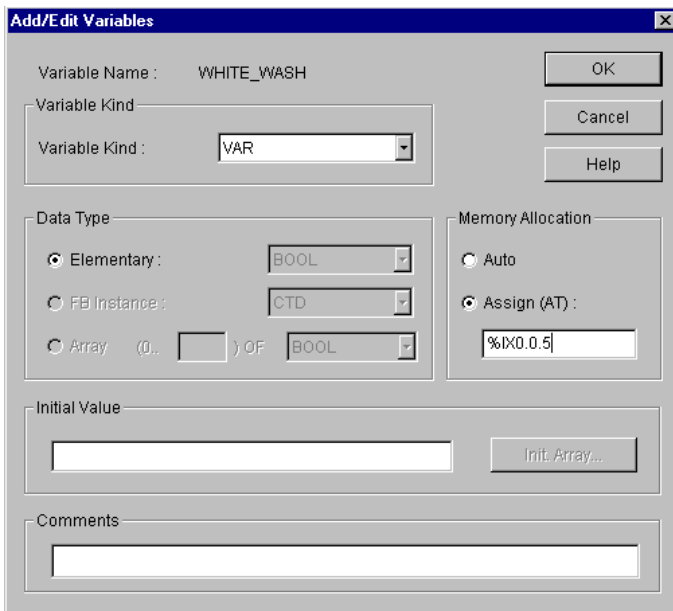 Add/Edit Variables
Variable Name : WHITE_WASH
OK
Variable Kind
Cancel
Variable Kind : VAR
Help
Data Type
Memory Allocation
Elementary : BOOL
Auto
FB Instance : CTD
Assign (AT) :
Array (0.. ) OF BOOL
%IX0.0.5
Initial Value
Init. Array...
Comments